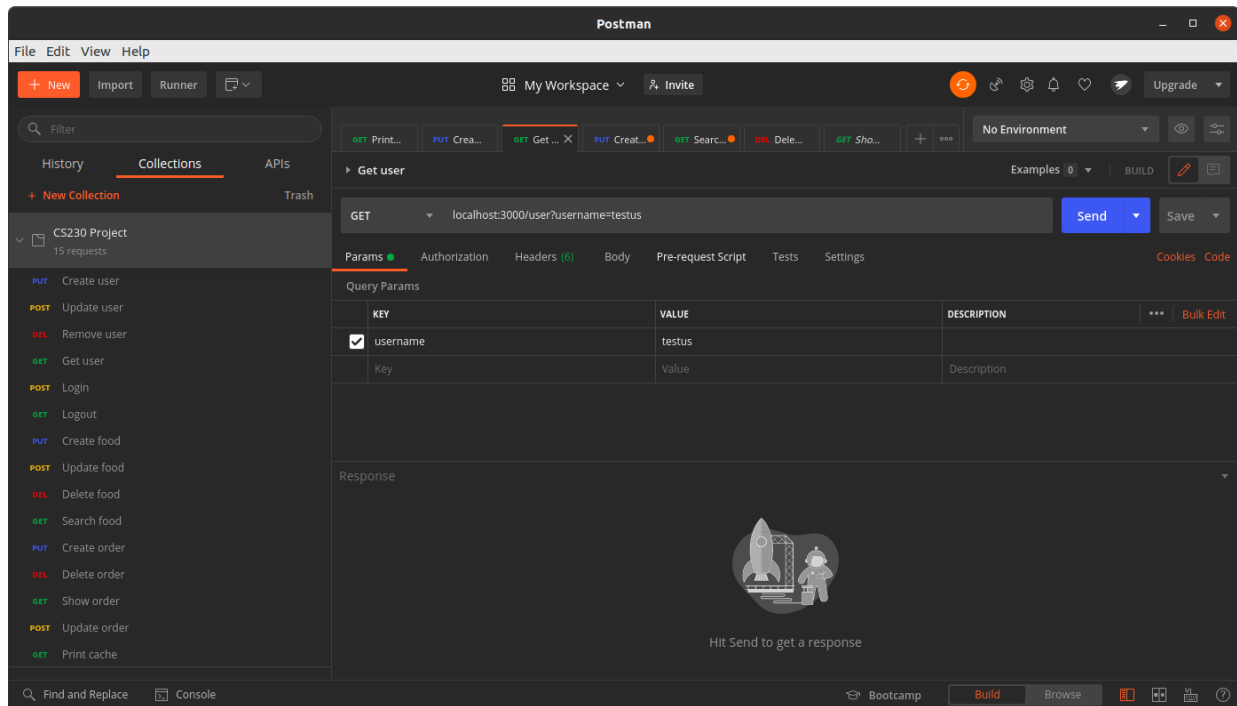 Postman
File Edit View Help
+ New Import Runner My Workspace Invite Upgrade
Filter
History Collections APIs
+ New Collection Trash
CS230 Project
15 requests
PUT Create user
POST Update user
DEL Remove user
GET Get user
POST Login
GET Logout
PUT Create food
POST Update food
DEL Delete food
GET Search food
PUT Create order
DEL Delete order
GET Show order
POST Update order
GET Print cache
GET Print... PUT Crea... GET Get ... X PUT Creat... GET Searc... DEL Dele... GET Sho... + ooo No Environment
Get user Examples 0 BUILD
GET localhost:3000/user?username=testus Send Save
Params Authorization Headers (6) Body Pre-request Script Tests Settings Cookies Code
Query Params
KEY VALUE DESCRIPTION ••• Bulk Edit
username testus
Key Value Description
Response
Hit Send to get a response
Find and Replace Console Bootcamp Build Browse